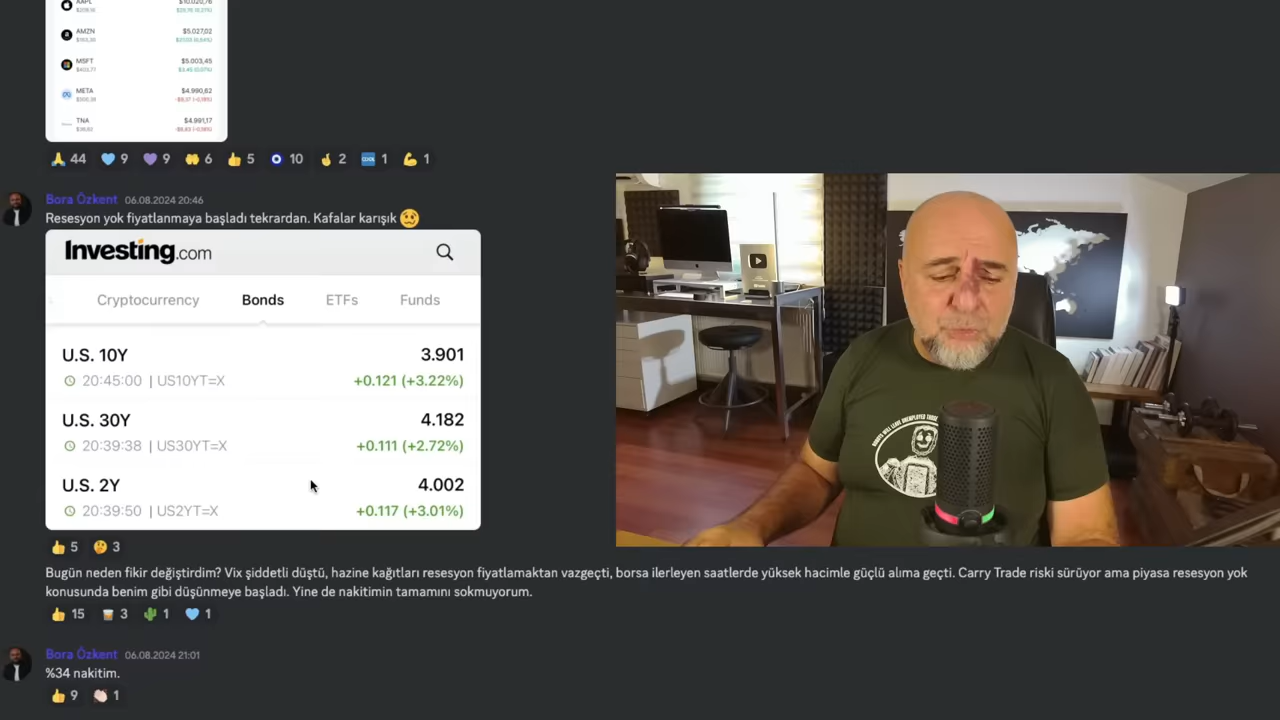 AAPL $10.020,76
AMZN $5.027,02
MSFT $5.003,45
$403,77
META $4.990,62
TNA $4.991,17
🙏 44 💙 9 💜 9 🤲 6 👍 5 🧿 10 🤞 2 🆒 1 💪 1
Bora Özkent 06.08.2024 20:46
Resesyon yok fiyatlanmaya başladı tekrardan. Kafalar karışık 🥴
Investing.com
Cryptocurrency Bonds ETFs Funds
U.S. 10Y 3.901
20:45:00 | US10YT=X +0.121 (+3.22%)
U.S. 30Y 4.182
20:39:38 | US30YT=X +0.111 (+2.72%)
U.S. 2Y 4.002
20:39:50 | US2YT=X +0.117 (+3.01%)
👍 5 🤔 3
Bugün neden fikir değiştirdim? Vix şiddetli düştü, hazine kağıtları resesyon fiyatlamaktan vazgeçti, borsa ilerleyen saatlerde yüksek hacimle güçlü alıma geçti. Carry Trade riski sürüyor ama piyasa resesyon yok
konusunda benim gibi düşünmeye başladı. Yine de nakitimin tamamını sokmuyorum.
👍 15 🥃 3 🌵 1 💙 1
Bora Özkent 06.08.2024 21:01
%34 nakitim.
👍 9 👏🏻 1